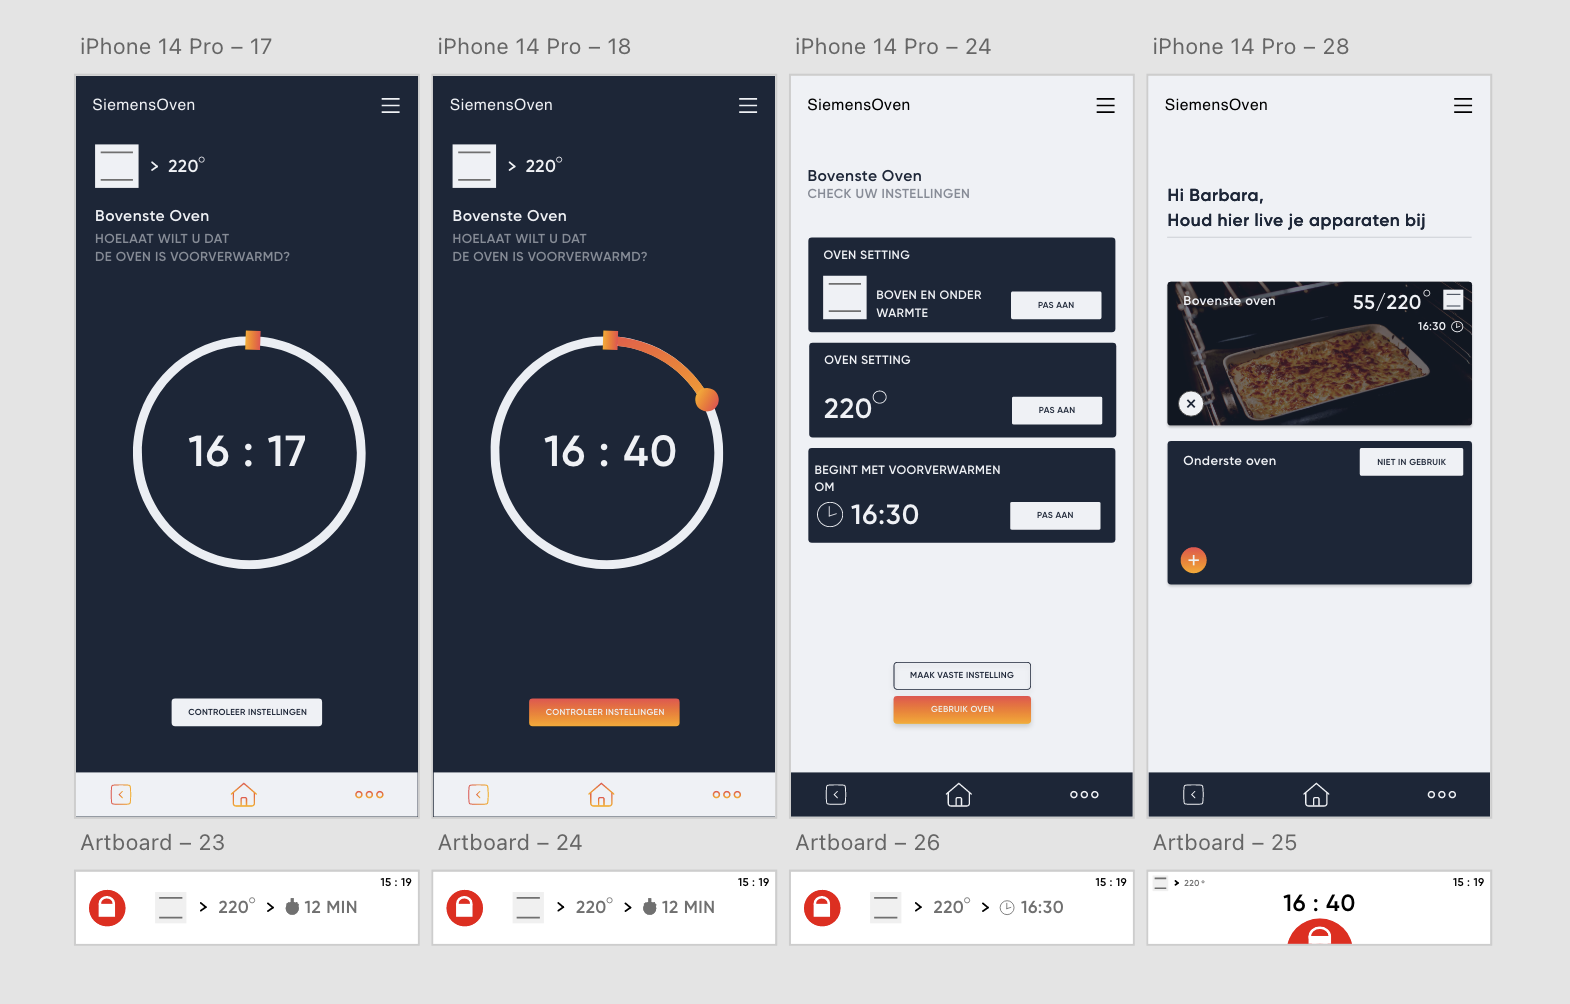 iPhone 14 Pro – 17
SiemensOven
> 220°
Bovenste Oven
HOELAAT WILT U DAT
DE OVEN IS VOORVERWARMD?
16 : 17
CONTROLEER INSTELLINGEN
iPhone 14 Pro – 18
SiemensOven
> 220°
Bovenste Oven
HOELAAT WILT U DAT
DE OVEN IS VOORVERWARMD?
16 : 40
CONTROLEER INSTELLINGEN
iPhone 14 Pro – 24
SiemensOven
Bovenste Oven
CHECK UW INSTELLINGEN
OVEN SETTING
BOVEN EN ONDER
WARMTE
PAS AAN
OVEN SETTING
220°
PAS AAN
BEGINT MET VOORVERWARMEN
OM
16:30
PAS AAN
MAAK VASTE INSTELLING
GEBRUIK OVEN
iPhone 14 Pro – 28
SiemensOven
Hi Barbara,
Houd hier live je apparaten bij
Bovenste oven
55/220°
16:30
Onderste oven
NIET IN GEBRUIK
Artboard – 23
15 : 19
> 220° > 12 MIN
Artboard – 24
15 : 19
> 220° > 12 MIN
Artboard – 26
15 : 19
> 220° > 16:30
Artboard – 25
> 220°
15 : 19
16 : 40